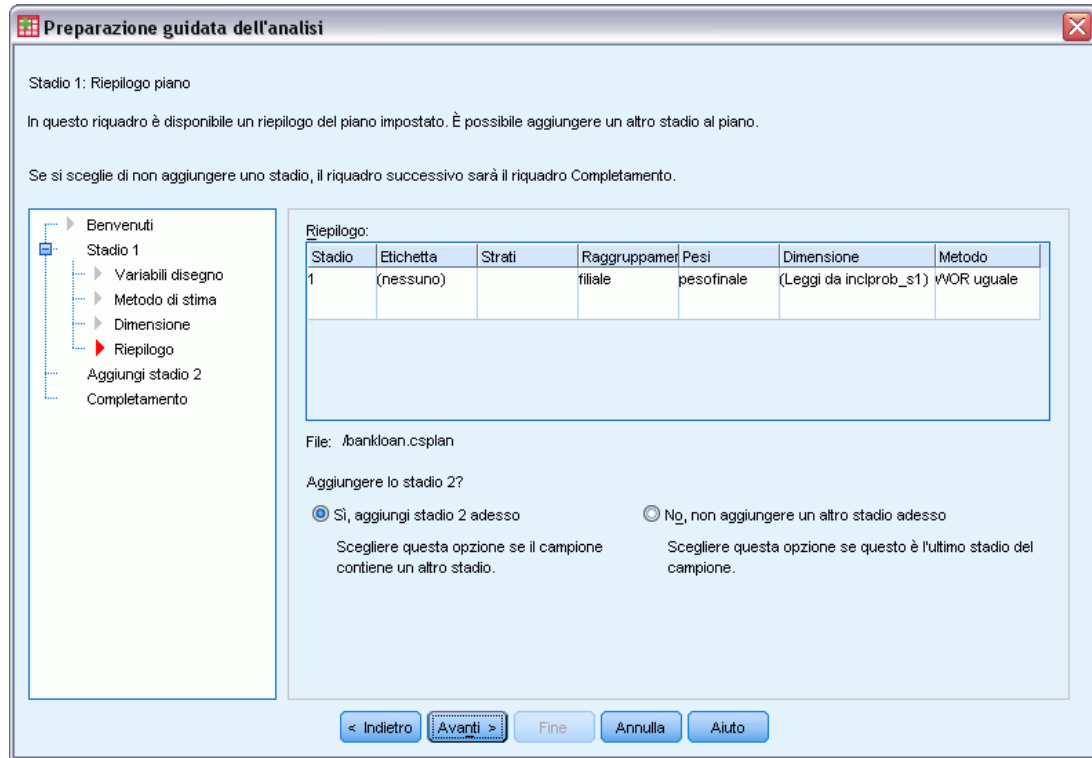 Preparazione guidata dell'analisi
Stadio 1: Riepilogo piano
In questo riquadro è disponibile un riepilogo del piano impostato. È possibile aggiungere un altro stadio al piano.
Se si sceglie di non aggiungere uno stadio, il riquadro successivo sarà il riquadro Completamento.
Benvenuti
Stadio 1
Variabili disegno
Metodo di stima
Dimensione
Riepilogo
Aggiungi stadio 2
Completamento
Riepilogo:
Stadio Etichetta Strati Raggruppamer Pesi Dimensione Metodo
1 (nessuno) filiale pesofinale (Leggi da inclprob_s1) WOR uguale
File: /bankloan.csplan
Aggiungere lo stadio 2?
Sì, aggiungi stadio 2 adesso
Scegliere questa opzione se il campione
contiene un altro stadio.
No, non aggiungere un altro stadio adesso
Scegliere questa opzione se questo è l'ultimo stadio del
campione.
< Indietro Avanti > Fine Annulla Aiuto